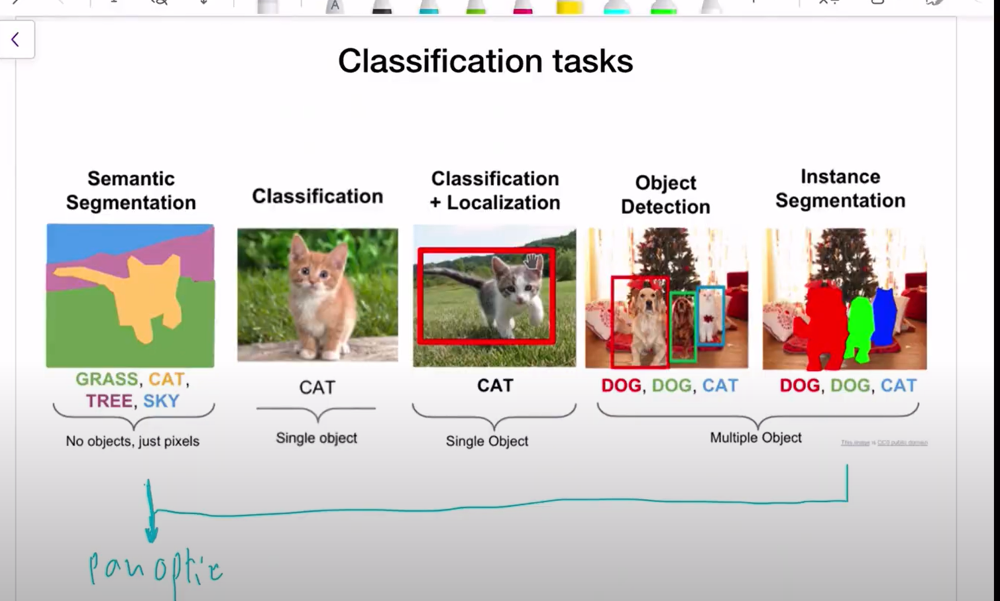 A
Classification tasks
Semantic
Segmentation
Classification
Classification
+ Localization
Object
Detection
Instance
Segmentation
GRASS, CAT,
TREE, SKY
CAT
CAT
DOG, DOG, CAT
DOG, DOG, CAT
No objects, just pixels
Single object
Single Object
Multiple Object
This image is CC0 public domain
panoptic